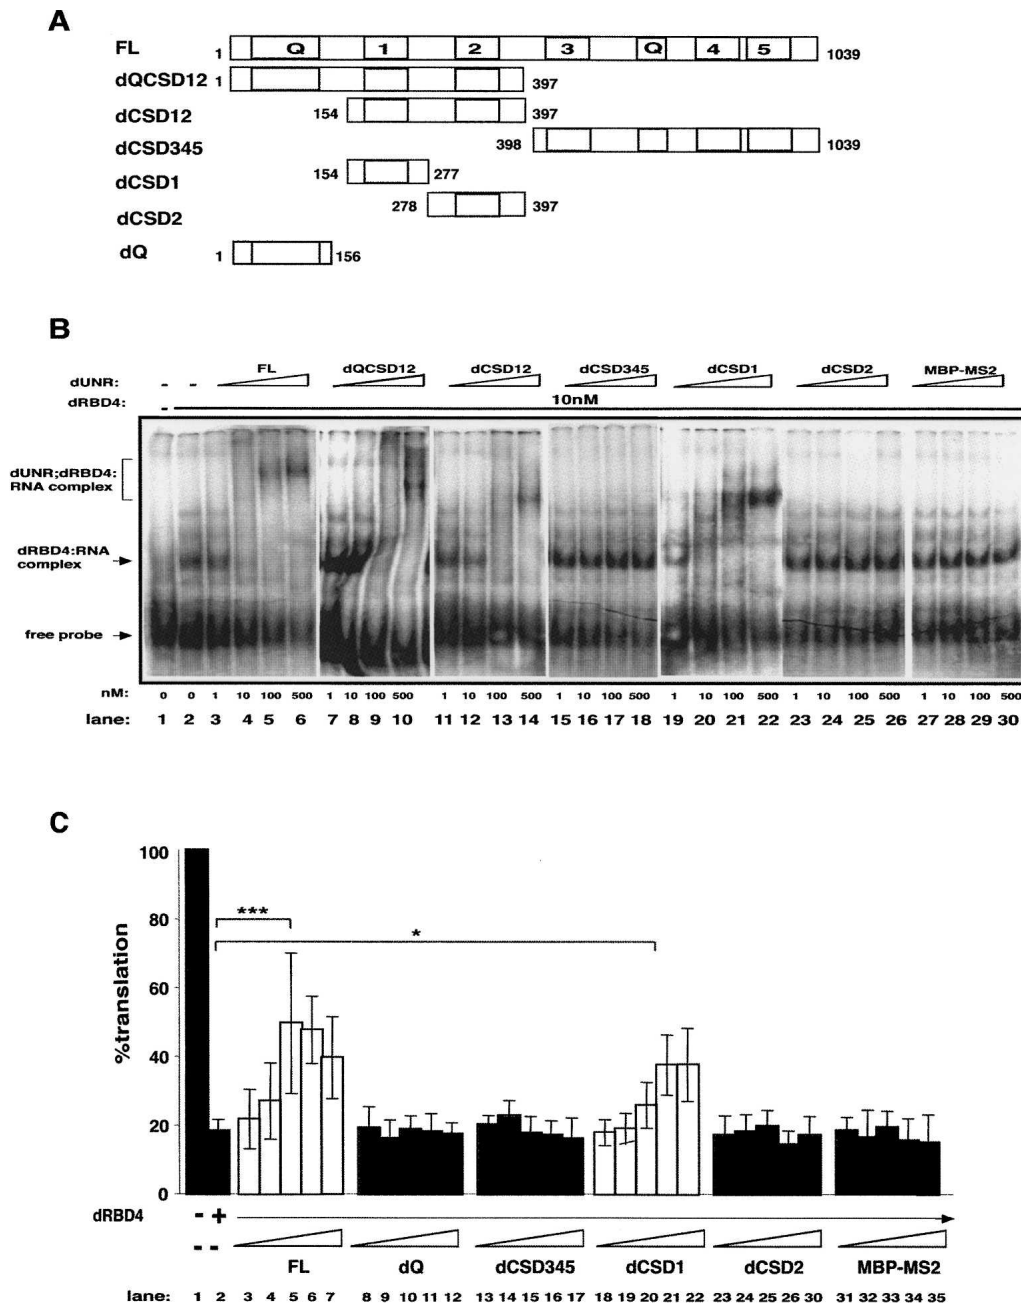 A
FL 1 Q 1 2 3 Q 4 5 1039
dQCSD12 1 397
dCSD12 154 397
dCSD345 398 1039
dCSD1 154 277
dCSD2 278 397
dQ 1 156
B
dUNR: - - FL dQCSD12 dCSD12 dCSD345 dCSD1 dCSD2 MBP-MS2
dRBD4: - 10nM
dUNR;dRBD4:
RNA complex
dRBD4:RNA
complex
free probe
nM: 0 0 1 10 100 500 1 10 100 500 1 10 100 500 1 10 100 500 1 10 100 500 1 10 100 500 1 10 100 500
lane: 1 2 3 4 5 6 7 8 9 10 11 12 13 14 15 16 17 18 19 20 21 22 23 24 25 26 27 28 29 30
C
%translation
100
80
60
40
20
0
***
*
dRBD4 - +
- -
FL dQ dCSD345 dCSD1 dCSD2 MBP-MS2
lane: 1 2 3 4 5 6 7 8 9 10 11 12 13 14 15 16 17 18 19 20 21 22 23 24 25 26 30 31 32 33 34 35